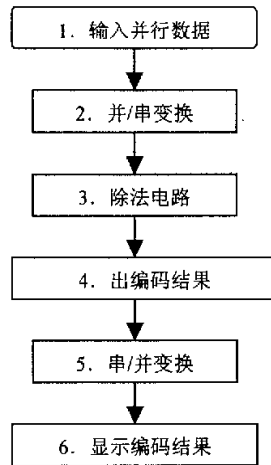 1. 输入并行数据
2. 并/串变换
3. 除法电路
4. 出编码结果
5. 串/并变换
6. 显示编码结果